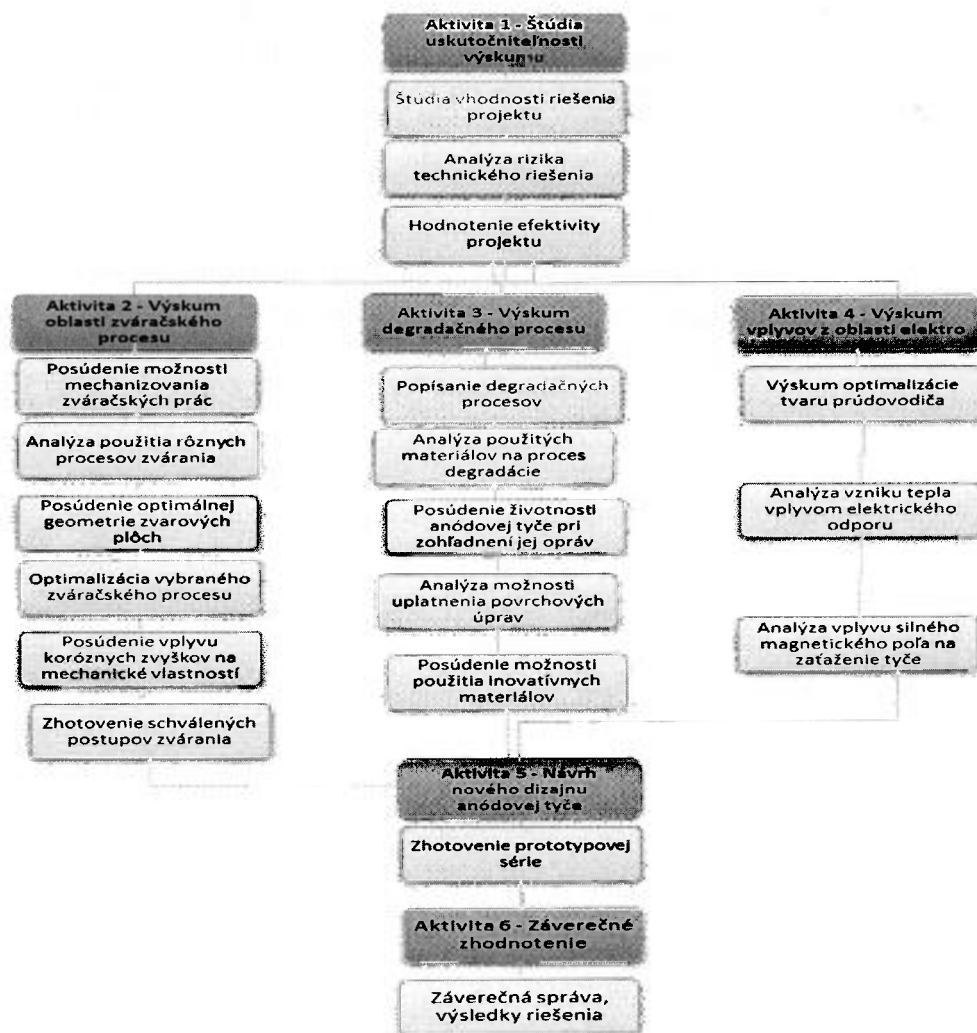 Aktivita 1 - Štúdia
uskutočniteľnosti
výskumu
Štúdia vhodnosti riešenia
projektu
Analýza rizika
technického riešenia
Hodnotenie efektivity
projektu
Aktivita 2 - Výskum
oblasti zváračského
procesu
Posúdenie možnosti
mechanizovania
zváračských prác
Analýza použitia rôznych
procesov zvárania
Posúdenie optimálnej
geometrie zvarových
plôch
Optimalizácia vybraného
zváračského procesu
Posúdenie vplyvu
koróznych zvyškov na
mechanické vlastností
Zhotovenie schválených
postupov zvárania
Aktivita 3 - Výskum
degradačného procesu
Popísanie degradačných
procesov
Analýza použitých
materiálov na proces
degradácie
Posúdenie životnosti
anódovej tyče pri
zohľadnení jej opráv
Analýza možnosti
uplatnenia povrchových
úprav
Posúdenie možnosti
použitia inovatívnych
materiálov
Aktivita 4 - Výskum
vplyvov z oblasti elektro
Výskum optimalizácie
tvaru prúdovodiča
Analýza vzniku tepla
vplyvom elektrického
odporu
Analýza vplyvu silného
magnetického poľa na
zaťaženie tyče
Aktivita 5 - Návrh
nového dizajnu
anódovej tyče
Zhotovenie prototypovej
série
Aktivita 6 - Záverečné
zhodnotenie
Záverečná správa,
výsledky riešenia